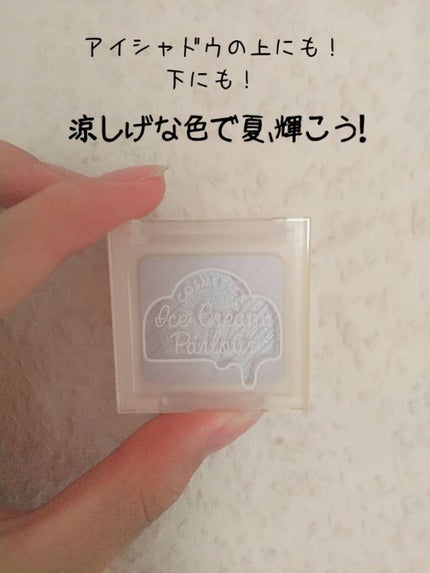 アイシャドウの上にも！
下にも！
涼しげな色で夏、輝こう!
COSMETICS
Ice Cream
Parlour